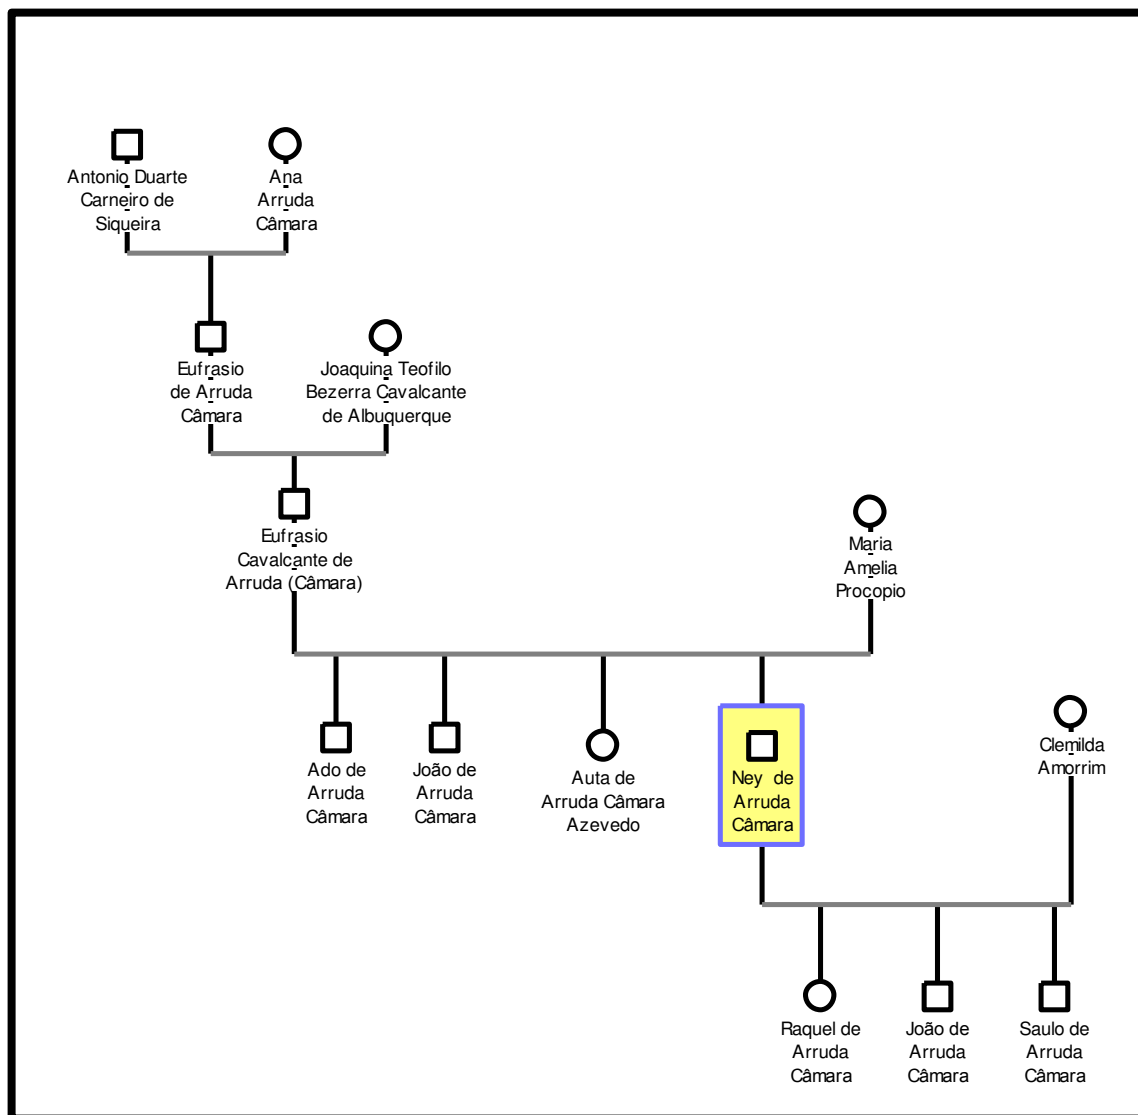 Antonio Duarte
Carneiro de
Siqueira
Ana
Arruda
Câmara
Eufrasio
de Arruda
Câmara
Joaquina Teofilo
Bezerra Cavalcante
de Albuquerque
Eufrasio
Cavalcante de
Arruda (Câmara)
Maria
Amelia
Procopio
Ado de
Arruda
Câmara
João de
Arruda
Câmara
Auta de
Arruda Câmara
Azevedo
Ney de
Arruda
Câmara
Clemilda
Amorrim
Raquel de
Arruda
Câmara
João de
Arruda
Câmara
Saulo de
Arruda
Câmara